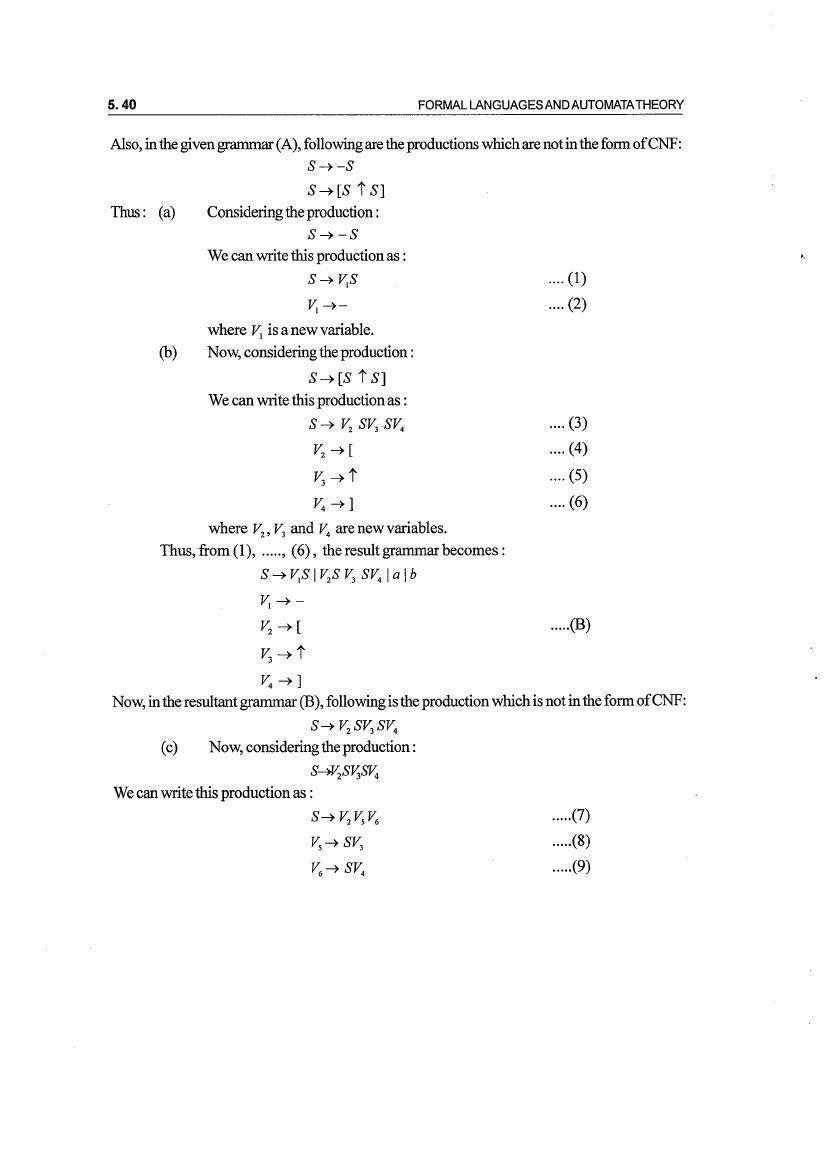 5. 40 FORMAL LANGUAGES AND AUTOMATA THEORY
Also, in the given grammar (A), following are the productions which are not in the form of CNF:
S → –S
S → [S ↑ S]
Thus : (a) Considering the production :
S → – S
We can write this production as :
S → V₁S .... (1)
V₁ → – .... (2)
where V₁ is a new variable.
(b) Now, considering the production :
S → [S ↑ S]
We can write this production as :
S → V₂ SV₃ SV₄ .... (3)
V₂ → [ .... (4)
V₃ → ↑ .... (5)
V₄ → ] .... (6)
where V₂, V₃ and V₄ are new variables.
Thus, from (1), ....., (6), the result grammar becomes :
S → V₁S | V₂S V₃ SV₄ | a | b
V₁ → –
V₂ → [ .....(B)
V₃ → ↑
V₄ → ]
Now, in the resultant grammar (B), following is the production which is not in the form of CNF:
S → V₂ SV₃ SV₄
(c) Now, considering the production :
S→V₂SV₃SV₄
We can write this production as :
S → V₂ V₅ V₆ .....(7)
V₅ → SV₃ .....(8)
V₆ → SV₄ .....(9)